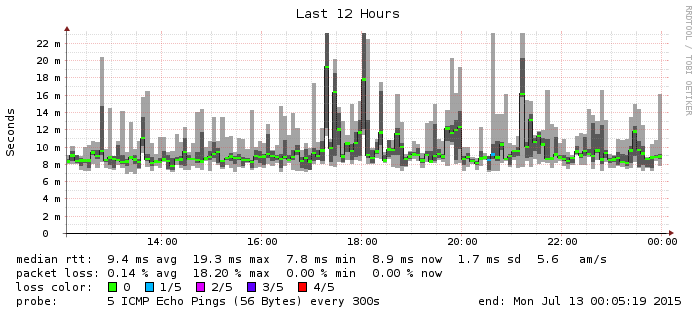 Last 12 Hours
RRDTOOL / TOBI OETIKER
Seconds
22 m
20 m
18 m
16 m
14 m
12 m
10 m
8 m
6 m
4 m
2 m
0
14:00 16:00 18:00 20:00 22:00 00:00
median rtt: 9.4 ms avg 19.3 ms max 7.8 ms min 8.9 ms now 1.7 ms sd 5.6 am/s
packet loss: 0.14 % avg 18.20 % max 0.00 % min 0.00 % now
loss color: 0 1/5 2/5 3/5 4/5
probe: 5 ICMP Echo Pings (56 Bytes) every 300s end: Mon Jul 13 00:05:19 2015